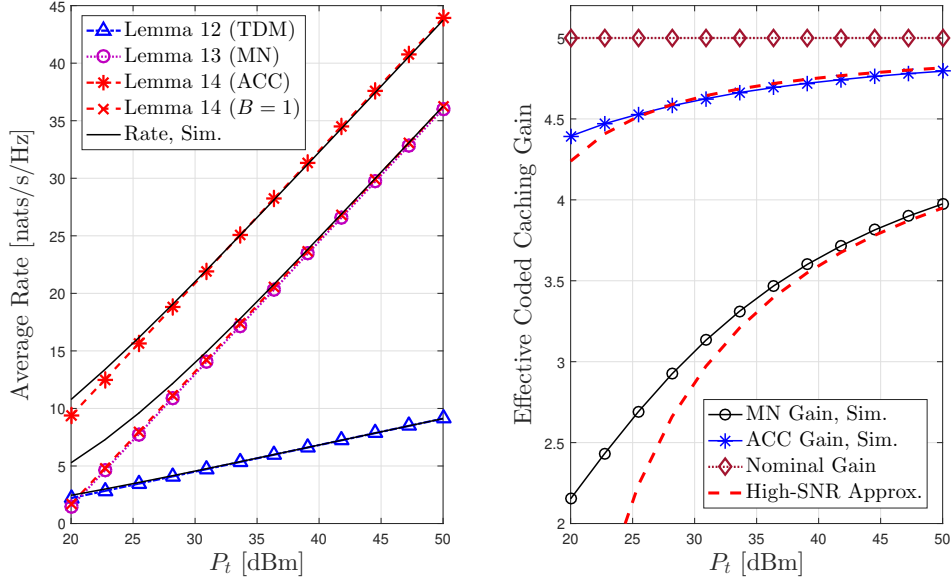 Average Rate [nats/s/Hz]
45
40
35
30
25
20
15
10
5
0
Lemma 12 (TDM)
Lemma 13 (MN)
Lemma 14 (ACC)
Lemma 14 (B = 1)
Rate, Sim.
20 25 30 35 40 45 50
P_t [dBm]
Effective Coded Caching Gain
5
4.5
4
3.5
3
2.5
2
MN Gain, Sim.
ACC Gain, Sim.
Nominal Gain
High-SNR Approx.
20 25 30 35 40 45 50
P_t [dBm]